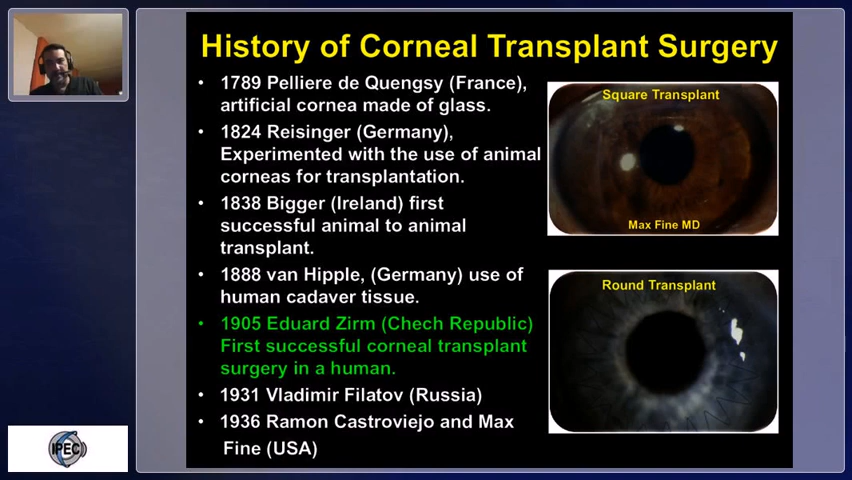 History of Corneal Transplant Surgery
• 1789 Pelliere de Quengsy (France),
artificial cornea made of glass.
• 1824 Reisinger (Germany),
Experimented with the use of animal
corneas for transplantation.
• 1838 Bigger (Ireland) first
successful animal to animal
transplant.
• 1888 van Hipple, (Germany) use of
human cadaver tissue.
• 1905 Eduard Zirm (Chech Republic)
First successful corneal transplant
surgery in a human.
• 1931 Vladimir Filatov (Russia)
• 1936 Ramon Castroviejo and Max
Fine (USA)
Square Transplant
Max Fine MD
Round Transplant
IPEC